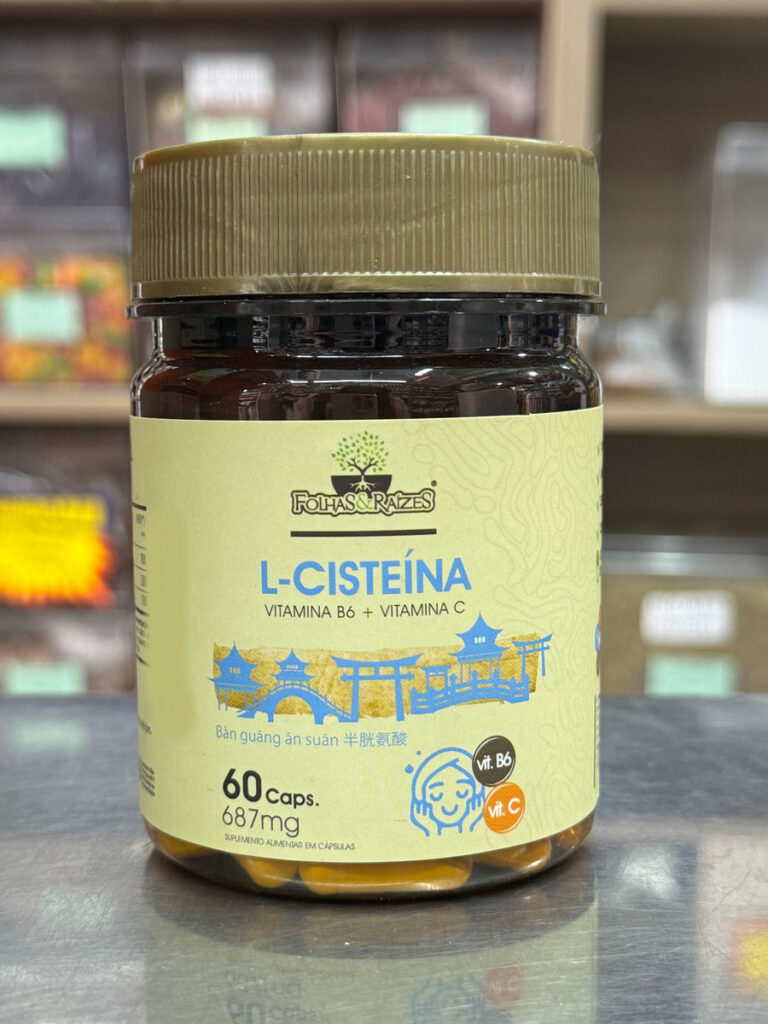 FOLHAS&RAÍZES®
L-CISTEÍNA
VITAMINA B6 + VITAMINA C
Bàn guāng ān suān 半胱氨酸
60 Caps.
687mg
SUPLEMENTO ALIMENTAR EM CÁPSULAS
vit. B6
vit. C